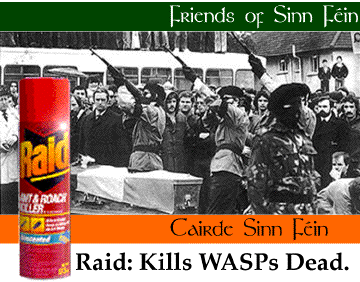 Friends of Sinn Féin
Raid
ANT & ROACH
KILLER
Cairde Sinn Féin
Raid: Kills WASPs Dead.